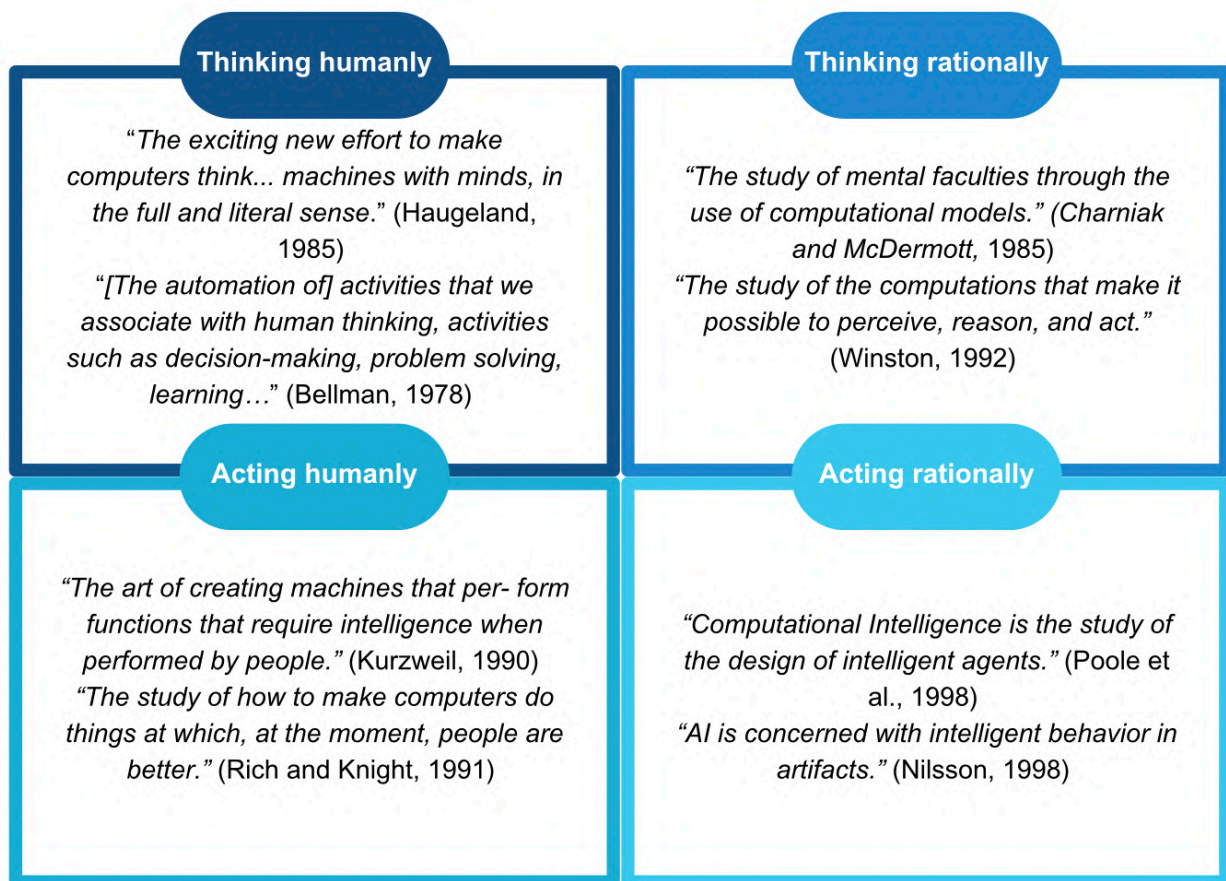 Thinking humanly
“The exciting new effort to make
computers think... machines with minds, in
the full and literal sense.” (Haugeland,
1985)
“[The automation of] activities that we
associate with human thinking, activities
such as decision-making, problem solving,
learning…” (Bellman, 1978)
Thinking rationally
“The study of mental faculties through the
use of computational models.” (Charniak
and McDermott, 1985)
“The study of the computations that make it
possible to perceive, reason, and act.”
(Winston, 1992)
Acting humanly
“The art of creating machines that per- form
functions that require intelligence when
performed by people.” (Kurzweil, 1990)
“The study of how to make computers do
things at which, at the moment, people are
better.” (Rich and Knight, 1991)
Acting rationally
“Computational Intelligence is the study of
the design of intelligent agents.” (Poole et
al., 1998)
“AI is concerned with intelligent behavior in
artifacts.” (Nilsson, 1998)